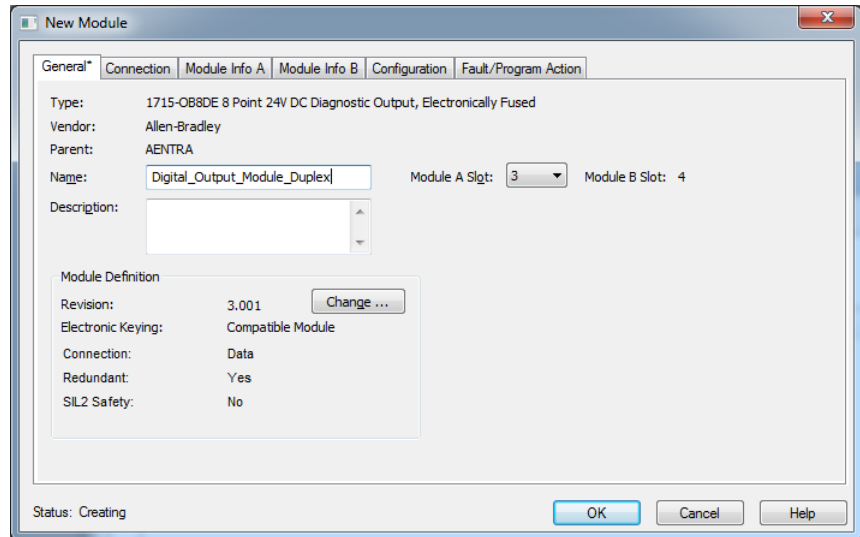 New Module
General* Connection Module Info A Module Info B Configuration Fault/Program Action
Type: 1715-OB8DE 8 Point 24V DC Diagnostic Output, Electronically Fused
Vendor: Allen-Bradley
Parent: AENTRA
Name: Digital_Output_Module_Duplex Module A Slot: 3 Module B Slot: 4
Description:
Module Definition
Revision: 3.001 Change ...
Electronic Keying: Compatible Module
Connection: Data
Redundant: Yes
SIL2 Safety: No
Status: Creating OK Cancel Help